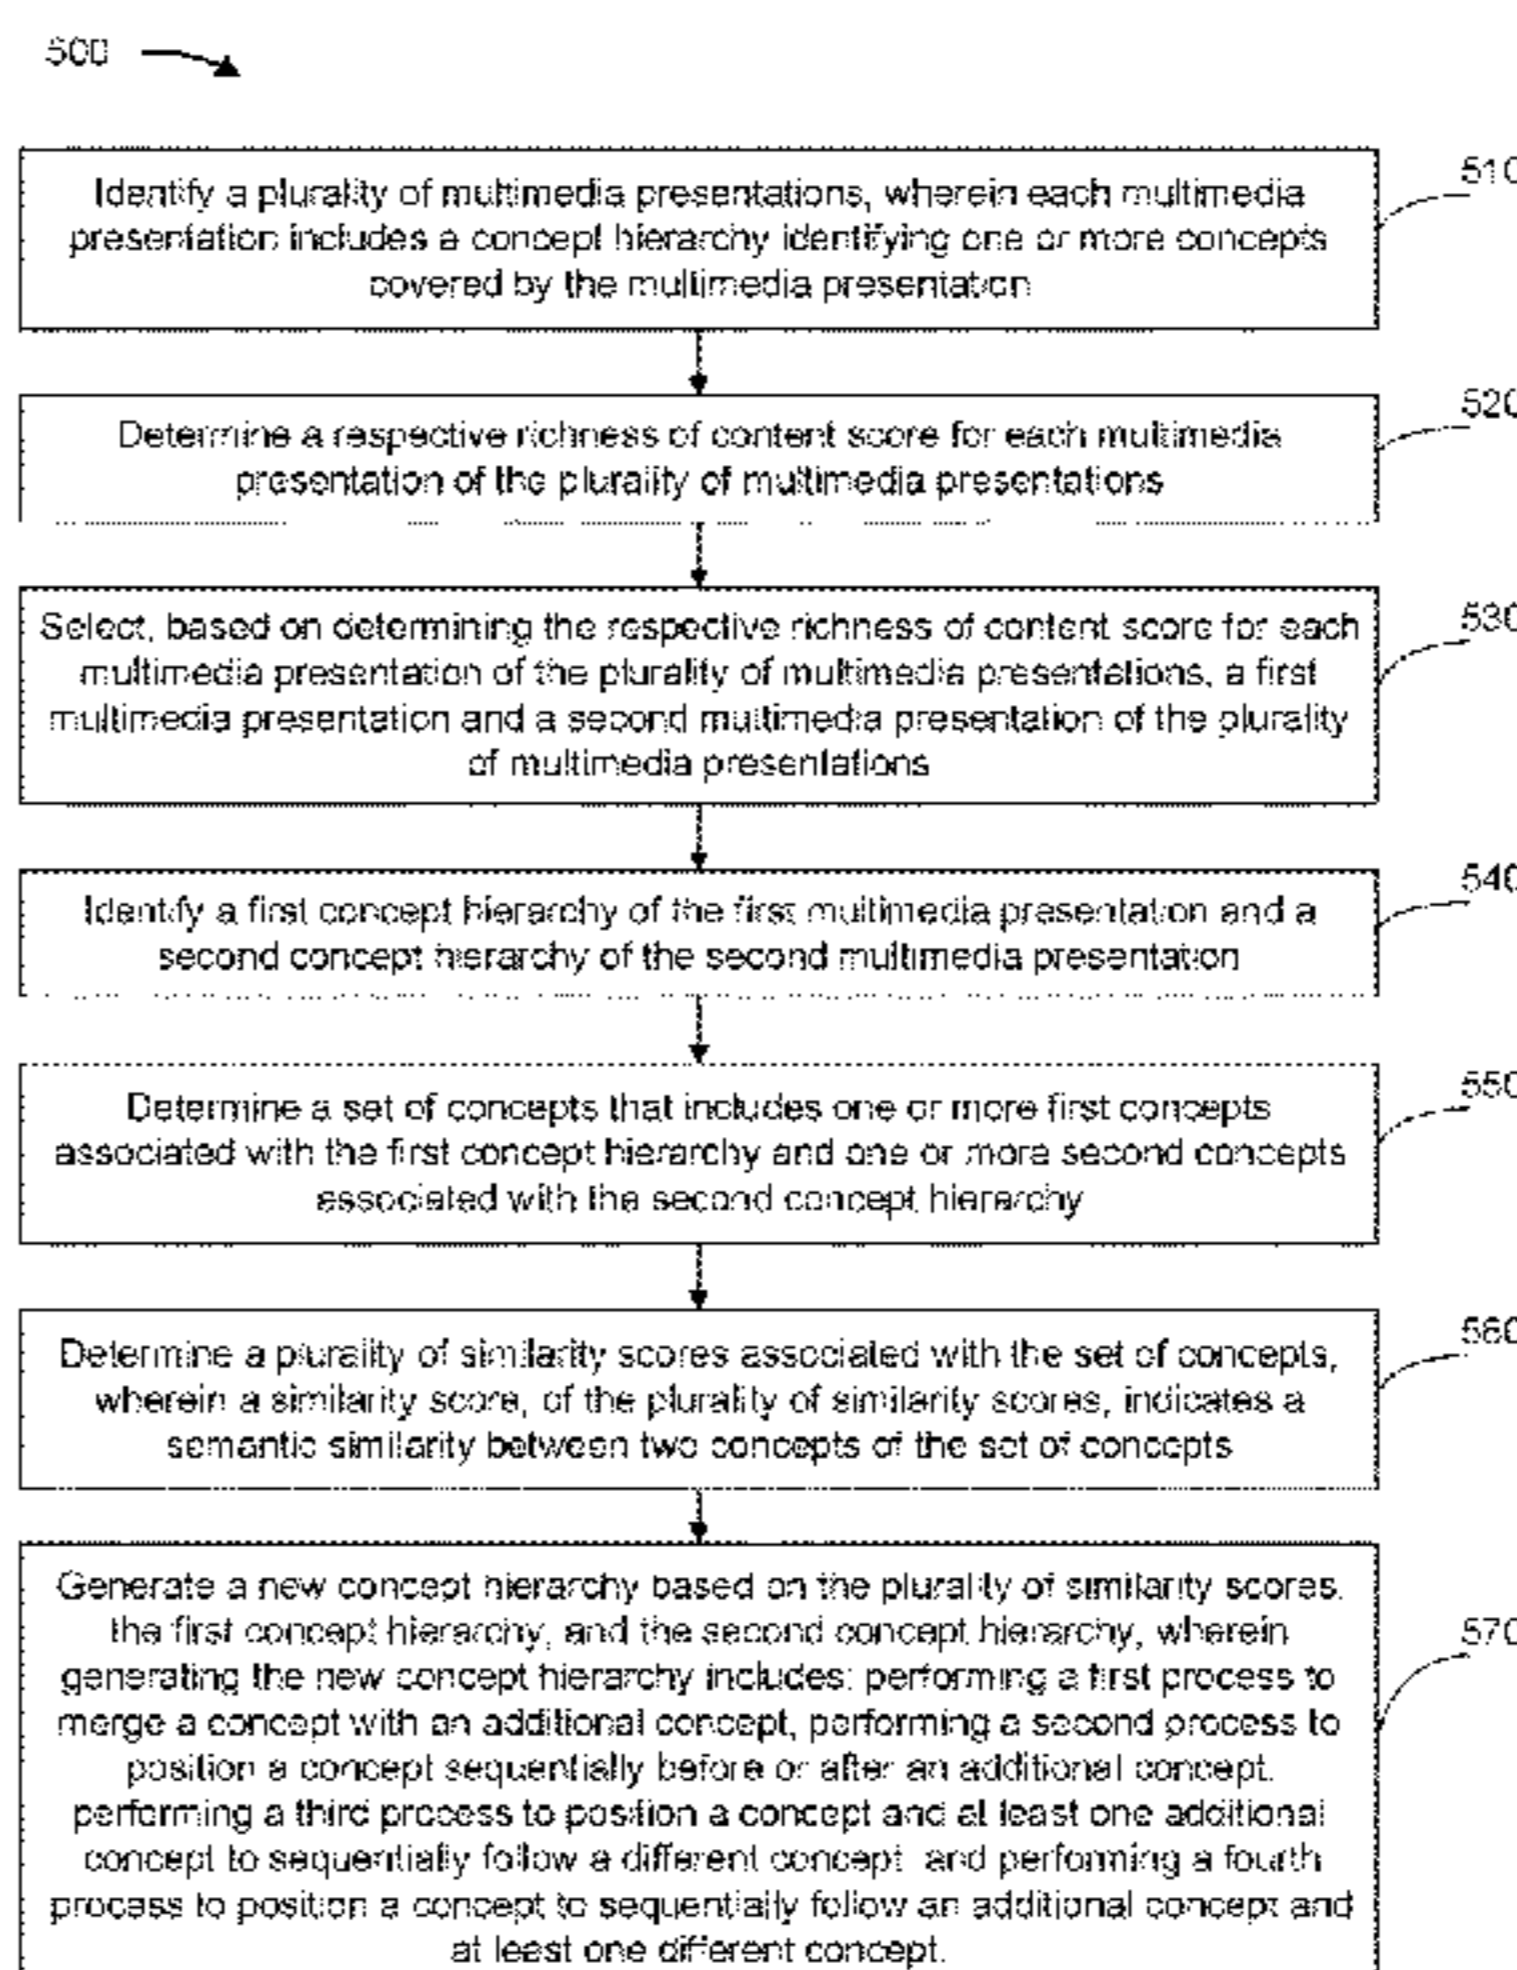 500
510
Identify a plurality of multimedia presentations, wherein each multimedia
presentation includes a concept hierarchy identifying one or more concepts
covered by the multimedia presentation
520
Determine a respective richness of content score for each multimedia
presentation of the plurality of multimedia presentations
530
Select, based on determining the respective richness of content score for each
multimedia presentation of the plurality of multimedia presentations, a first
multimedia presentation and a second multimedia presentation of the plurality
of multimedia presentations
540
Identify a first concept hierarchy of the first multimedia presentation and a
second concept hierarchy of the second multimedia presentation
550
Determine a set of concepts that includes one or more first concepts
associated with the first concept hierarchy and one or more second concepts
associated with the second concept hierarchy
560
Determine a plurality of similarity scores associated with the set of concepts,
wherein a similarity score, of the plurality of similarity scores, indicates a
semantic similarity between two concepts of the set of concepts
570
Generate a new concept hierarchy based on the plurality of similarity scores,
the first concept hierarchy, and the second concept hierarchy, wherein
generating the new concept hierarchy includes: performing a first process to
merge a concept with an additional concept, performing a second process to
position a concept sequentially before or after an additional concept,
performing a third process to position a concept and at least one additional
concept to sequentially follow a different concept, and performing a fourth
process to position a concept to sequentially follow an additional concept and
at least one different concept.